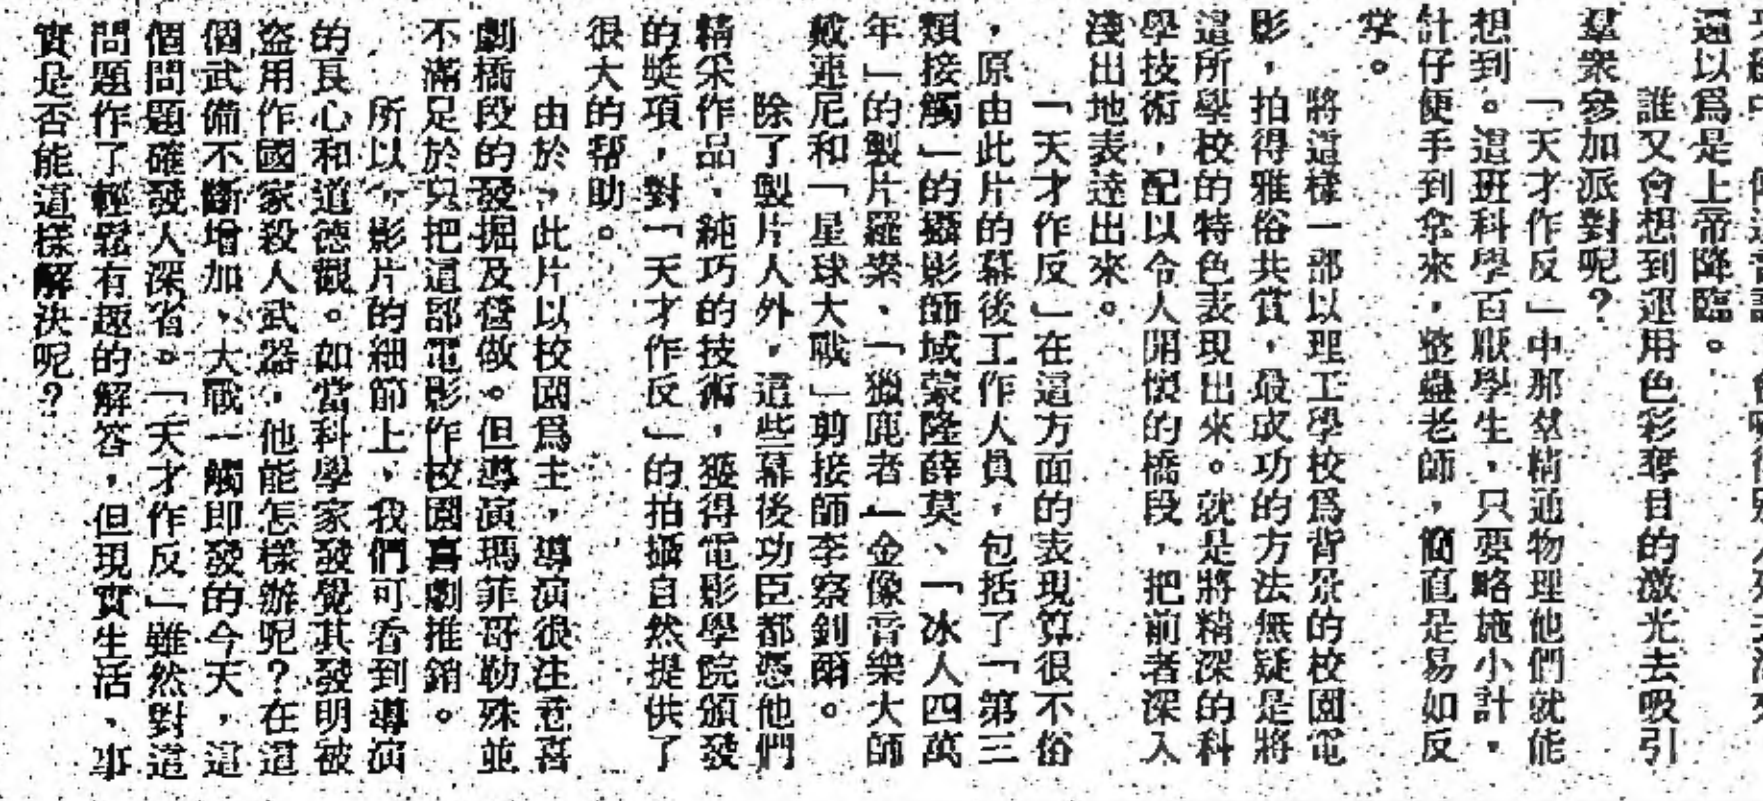 還以爲是上帝降臨。
誰又會想到運用色彩奪目的激光去吸引
羣衆參加派對呢？
「天才作反」中那羣精通物理他們就能
想到。這班科學百厭學生，只要略施小計，
計仔便手到拿來，整蠱老師，簡直是易如反
掌。
將這樣一部以理工學校爲背景的校園電
影，拍得雅俗共賞，最成功的方法無疑是將
這所學校的特色表現出來。就是將精深的科
學技術，配以令人開懷的橋段，把前者深入
淺出地表達出來。
「天才作反」在這方面的表現算很不俗
，原由此片的幕後工作人員，包括了「第三
類接觸」的攝影師域蒙隆薛莫、「冰人四萬
年」的製片羅素、「獵鹿者」金像音樂大師
戴連尼和「星球大戰」剪接師李察釗爾。
除了製片人外，這些幕後功臣都憑他們
精采作品、純巧的技術，獲得電影學院頒發
的獎項，對「天才作反」的拍攝自然提供了
很大的幫助。
由於，此片以校園爲主，導演很注意喜
劇橋段的發掘及營做。但導演瑪菲哥勒殊並
不滿足於只把這部電影作校園喜劇推銷。
所以，影片的細節上，我們可看到導演
的良心和道德觀。如當科學家發覺其發明被
盜用作國家殺人武器，他能怎樣辦呢？在這
個武備不斷增加，大戰一觸即發的今天，這
個問題確發人深省。「天才作反」雖然對這
問題作了輕鬆有趣的解答，但現實生活、事
實是否能這樣解決呢？